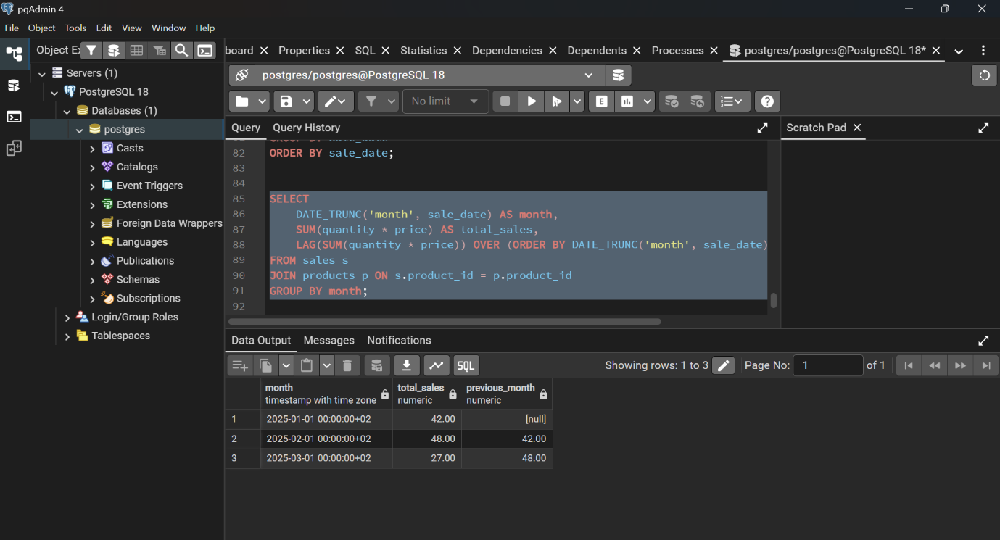 pgAdmin 4
File Object Tools Edit View Window Help
Object E
board Properties SQL Statistics Dependencies Dependents Processes postgres/postgres@PostgreSQL 18*
Servers (1)
PostgreSQL 18
Databases (1)
postgres
Casts
Catalogs
Event Triggers
Extensions
Foreign Data Wrappers
Languages
Publications
Schemas
Subscriptions
Login/Group Roles
Tablespaces
postgres/postgres@PostgreSQL 18
No limit
E
Query Query History
Scratch Pad
82 ORDER BY sale_date;
83
84
85 SELECT
86 DATE_TRUNC('month', sale_date) AS month,
87 SUM(quantity * price) AS total_sales,
88 LAG(SUM(quantity * price)) OVER (ORDER BY DATE_TRUNC('month', sale_date)
89 FROM sales s
90 JOIN products p ON s.product_id = p.product_id
91 GROUP BY month;
92
Data Output Messages Notifications
SQL
Showing rows: 1 to 3 Page No: 1 of 1
month total_sales previous_month
timestamp with time zone numeric numeric
1 2025-01-01 00:00:00+02 42.00 [null]
2 2025-02-01 00:00:00+02 48.00 42.00
3 2025-03-01 00:00:00+02 27.00 48.00